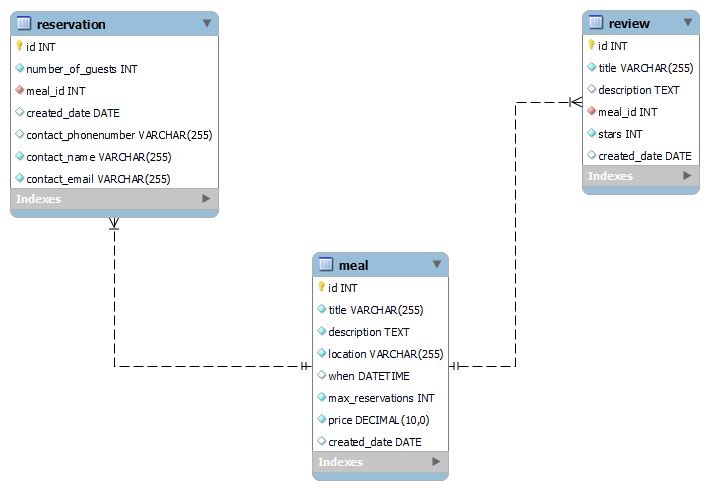 reservation
id INT
number_of_guests INT
meal_id INT
created_date DATE
contact_phonenumber VARCHAR(255)
contact_name VARCHAR(255)
contact_email VARCHAR(255)
Indexes
review
id INT
title VARCHAR(255)
description TEXT
meal_id INT
stars INT
created_date DATE
Indexes
meal
id INT
title VARCHAR(255)
description TEXT
location VARCHAR(255)
when DATETIME
max_reservations INT
price DECIMAL(10,0)
created_date DATE
Indexes